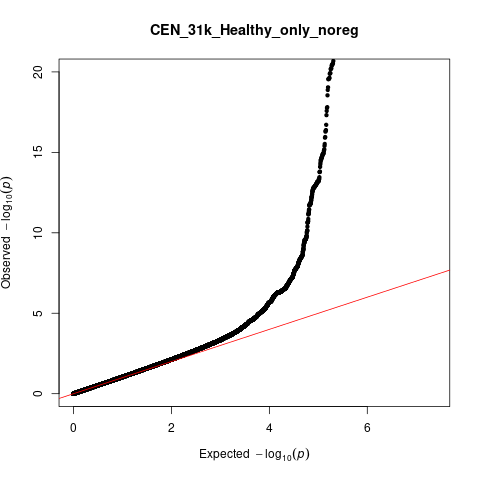 CEN_31k_Healthy_only_noreg
20
15
10
5
0
Observed −log10(p)
0 2 4 6
Expected −log10(p)